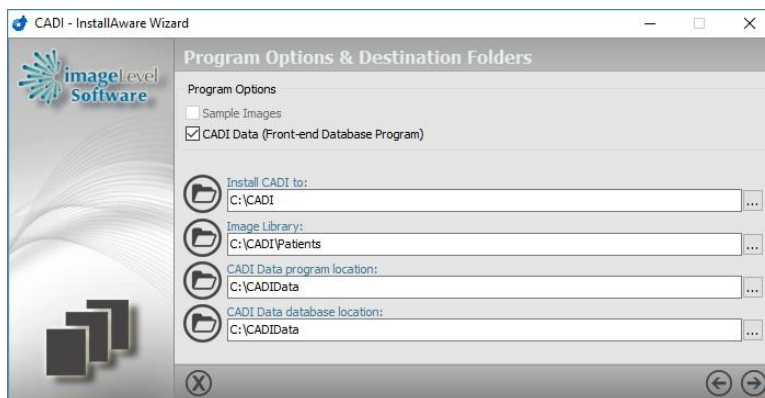 CADI - InstallAware Wizard
imageLevel
Software
Program Options & Destination Folders
Program Options
Sample Images
CADI Data (Front-end Database Program)
Install CADI to:
C:\CADI
...
Image Library:
C:\CADI\Patients
...
CADI Data program location:
C:\CADIData
...
CADI Data database location:
C:\CADIData
...